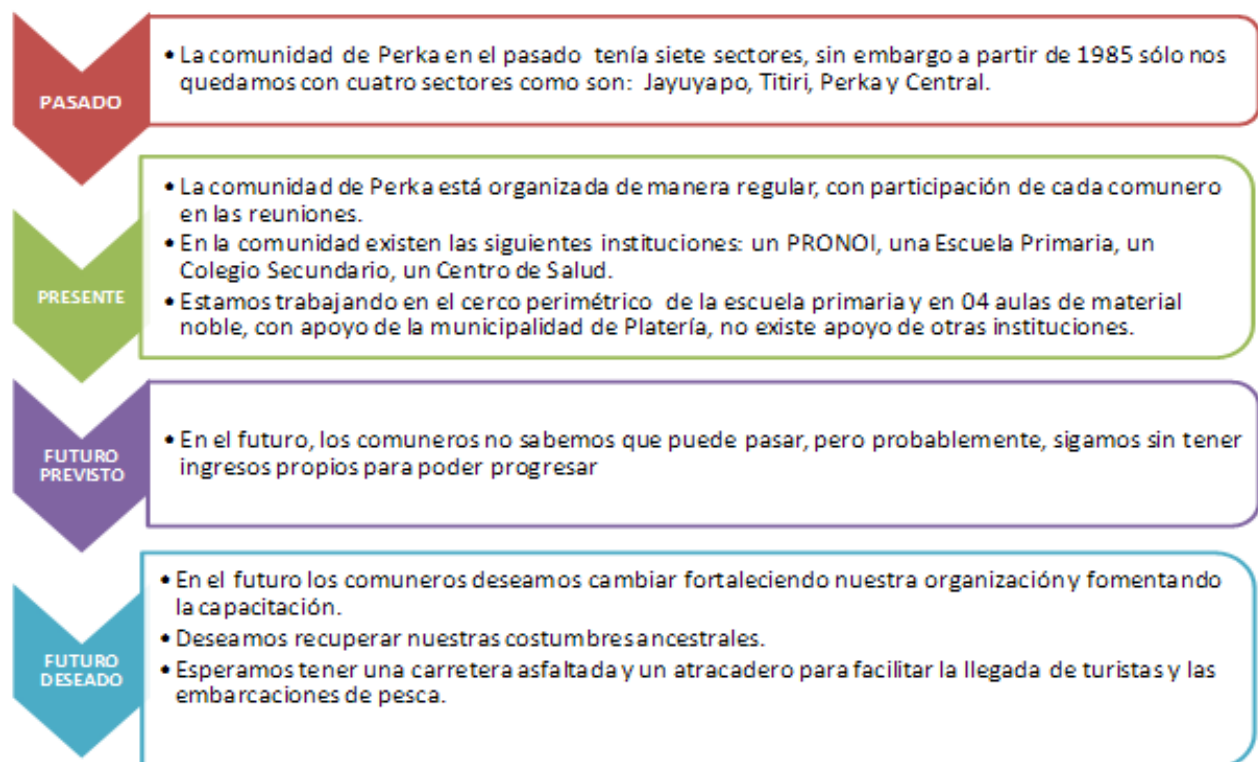 PASADO
• La comunidad de Perka en el pasado tenía siete sectores, sin embargo a partir de 1985 sólo nos
quedamos con cuatro sectores como son: Jayuyapo, Titiri, Perka y Central.
PRESENTE
• La comunidad de Perka está organizada de manera regular, con participación de cada comunero
en las reuniones.
• En la comunidad existen las siguientes instituciones: un PRONOI, una Escuela Primaria, un
Colegio Secundario, un Centro de Salud.
• Estamos trabajando en el cerco perimétrico de la escuela primaria y en 04 aulas de material
noble, con apoyo de la municipalidad de Platería, no existe apoyo de otras instituciones.
FUTURO
PREVISTO
• En el futuro, los comuneros no sabemos que puede pasar, pero probablemente, sigamos sin tener
ingresos propios para poder progresar
FUTURO
DESEADO
• En el futuro los comuneros deseamos cambiar fortaleciendo nuestra organización y fomentando
la capacitación.
• Deseamos recuperar nuestras costumbres ancestrales.
• Esperamos tener una carretera asfaltada y un atracadero para facilitar la llegada de turistas y las
embarcaciones de pesca.